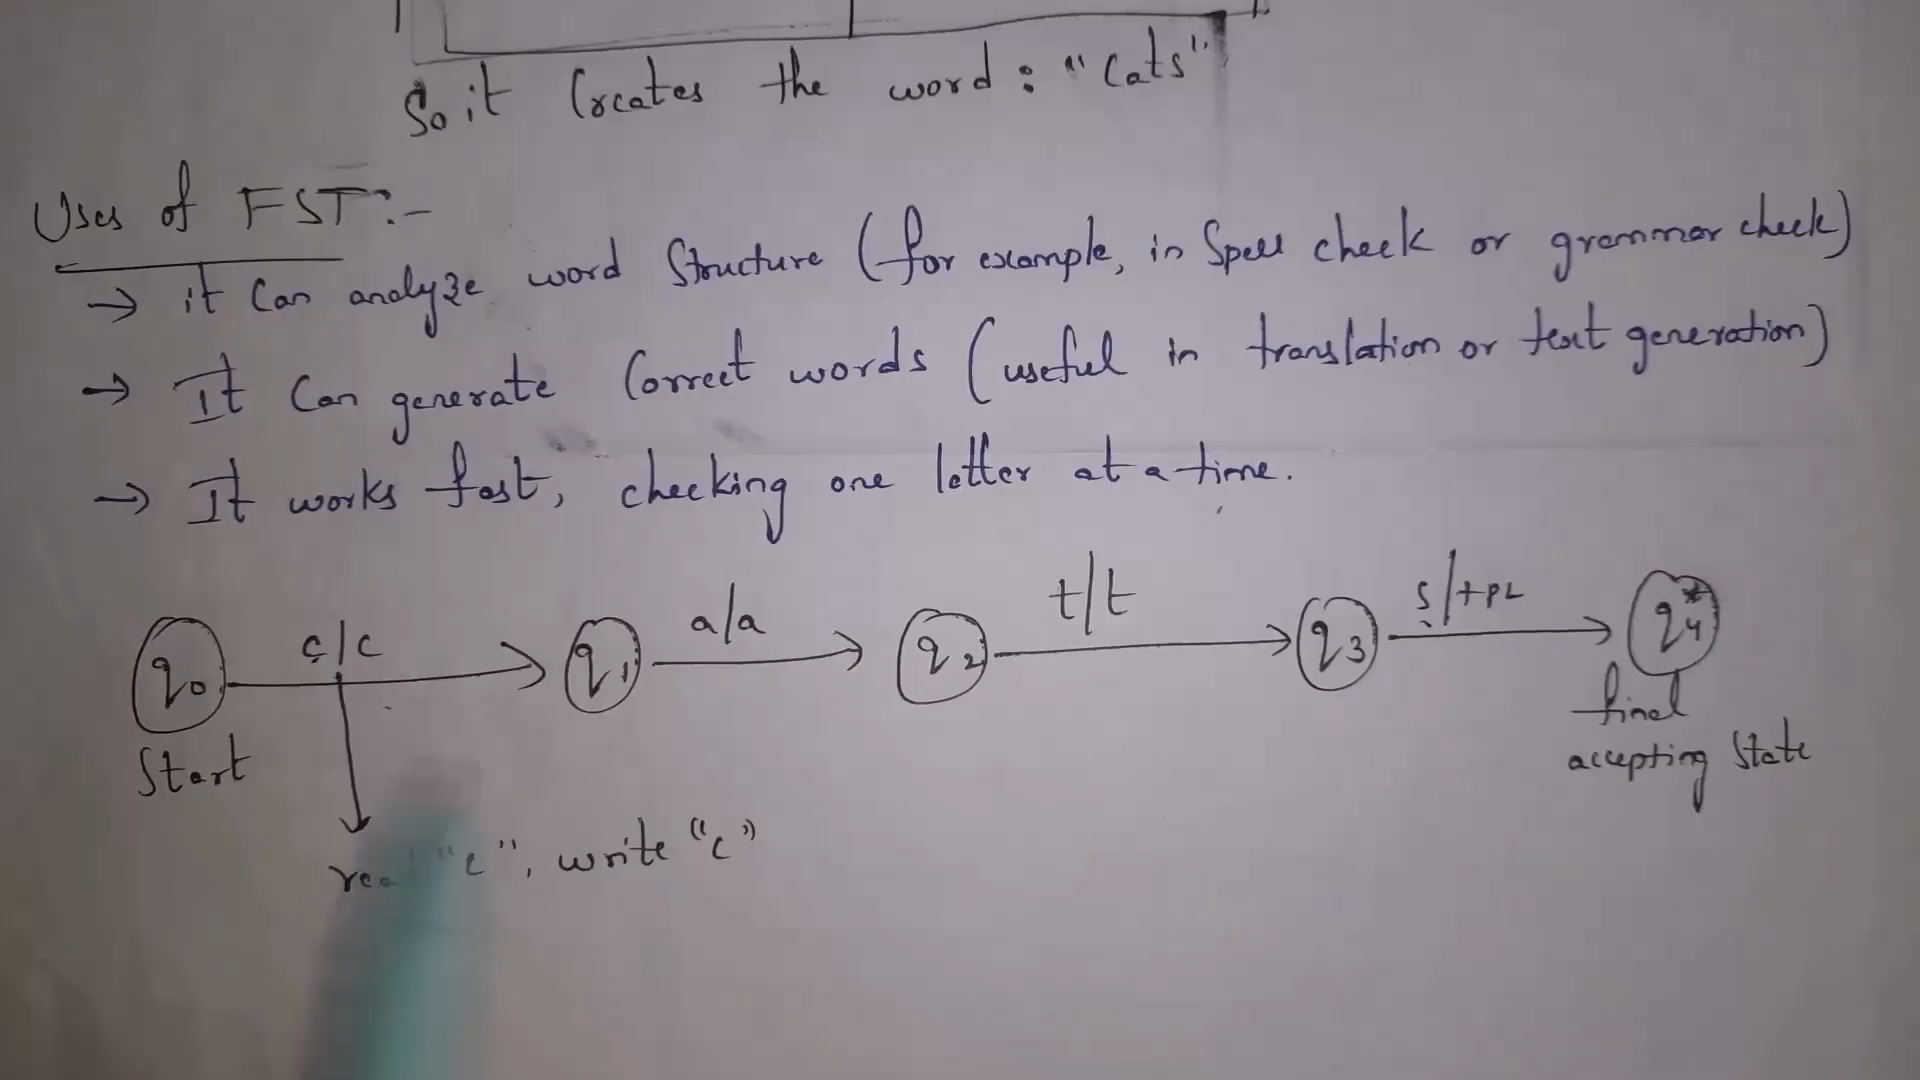 So it Creates the word : "Cats"
Uses of FST :-
→ it Can analyze word Structure (for example, in Spell check or grammar check)
→ It Can generate Correct words (useful in translation or text generation)
→ It works fast, checking one letter at a time.
c/c a/a t/t s/+PL
q0 q1 q2 q3 q4*
Start
final
accepting State
"c", write "c"